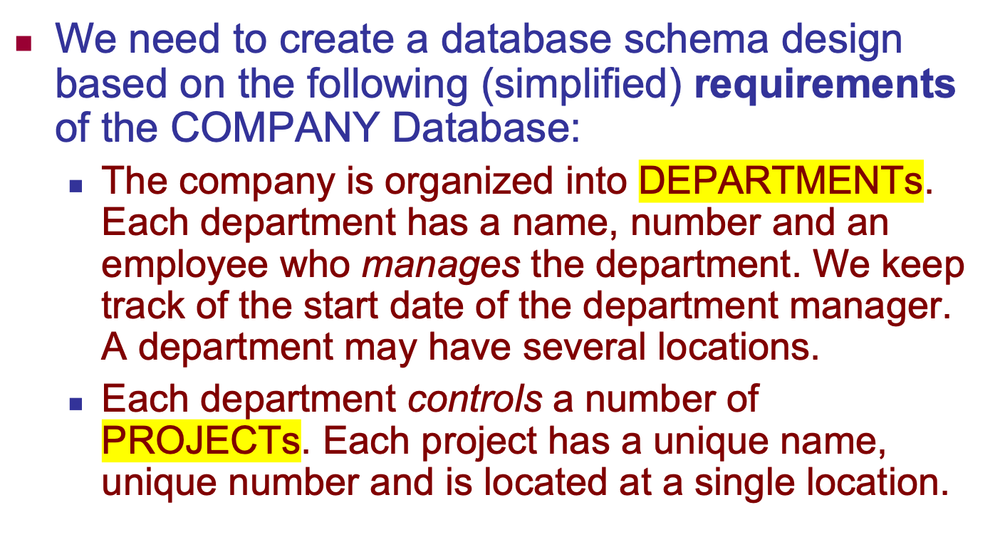 We need to create a database schema design
based on the following (simplified) requirements
of the COMPANY Database:
The company is organized into DEPARTMENTs.
Each department has a name, number and an
employee who manages the department. We keep
track of the start date of the department manager.
A department may have several locations.
Each department controls a number of
PROJECTs. Each project has a unique name,
unique number and is located at a single location.